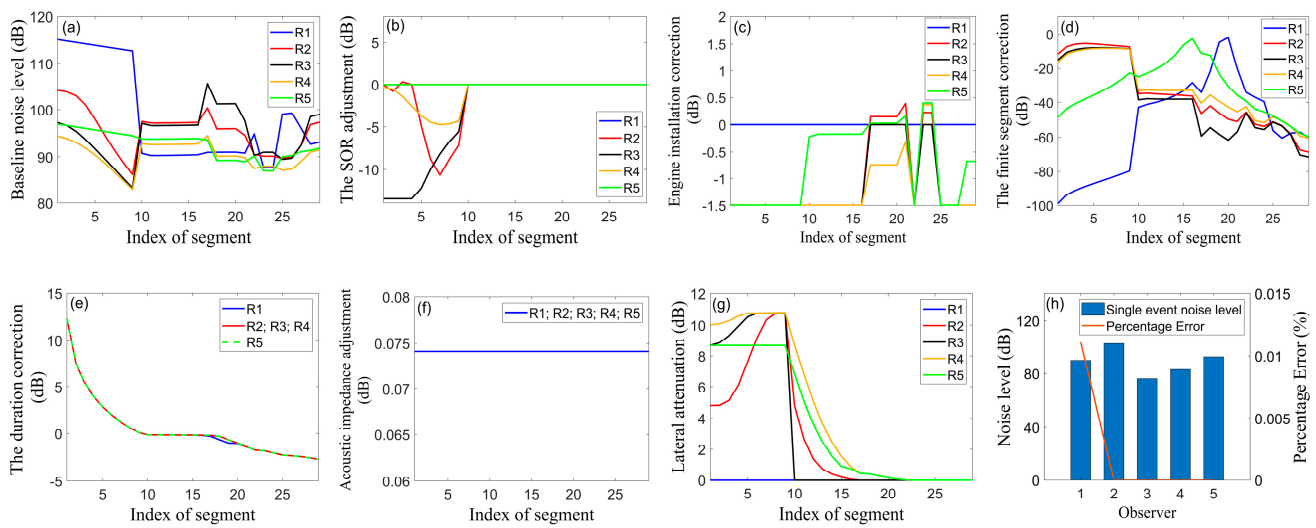 (a)
Baseline noise level (dB)
120
110
100
90
80
5
10
15
20
25
Index of segment
R1
R2
R3
R4
R5
(b)
The SOR adjustment (dB)
5
0
-5
-10
5
10
15
20
25
Index of segment
R1
R2
R3
R4
R5
(c)
Engine installation correction
(dB)
2
1.5
1
0.5
0
-0.5
-1
-1.5
5
10
15
20
25
Index of segment
R1
R2
R3
R4
R5
(d)
The finite segment correction
(dB)
0
-20
-40
-60
-80
-100
5
10
15
20
25
Index of segment
R1
R2
R3
R4
R5
(e)
The duration correction
(dB)
15
10
5
0
-5
5
10
15
20
25
Index of segment
R1
R2; R3; R4
R5
(f)
Acoustic impedance adjustment
(dB)
0.08
0.075
0.07
0.065
0.06
5
10
15
20
25
Index of segment
R1; R2; R3; R4; R5
(g)
Lateral attenuation (dB)
12
10
8
6
4
2
0
5
10
15
20
25
Index of segment
R1
R2
R3
R4
R5
(h)
Noise level (dB)
120
80
40
0
1
2
3
4
5
Observer
Single event noise level
Percentage Error
0.015
0.01
0.005
0
Percentage Error (%)